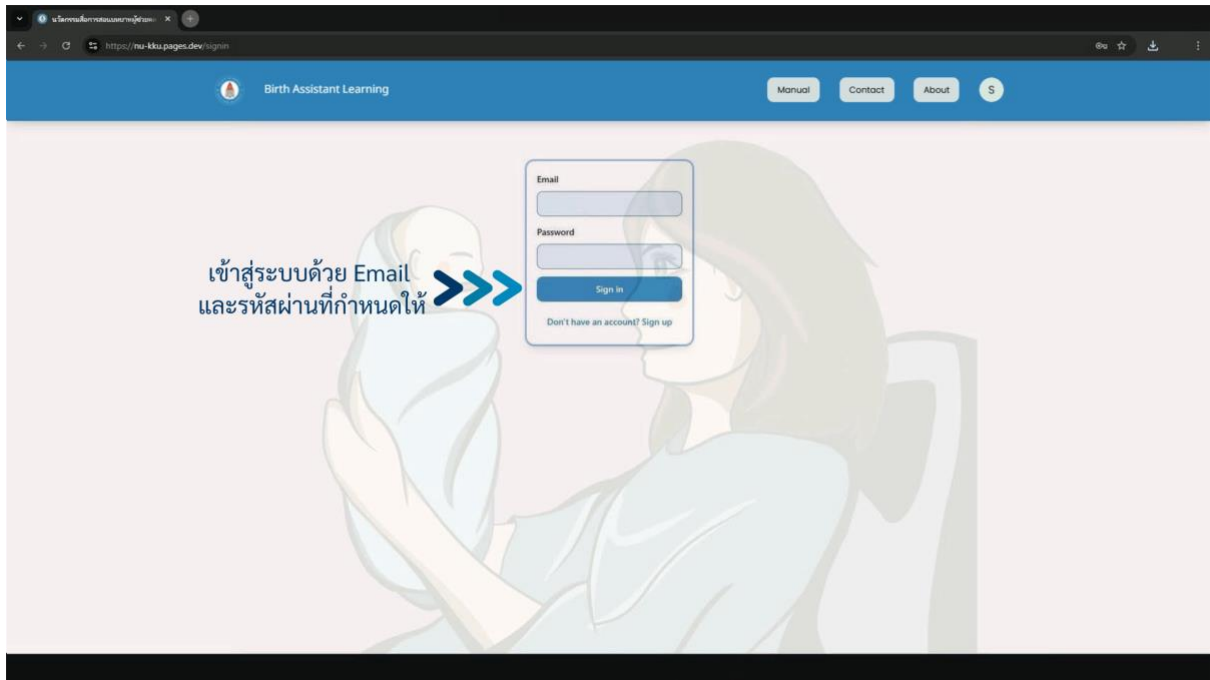 https://nu-kku.pages.dev/signin
Birth Assistant Learning
Manual
Contact
About
S
Email
Password
Sign in
Don't have an account? Sign up
เข้าสู่ระบบด้วย Email
และรหัสผ่านที่กำหนดให้